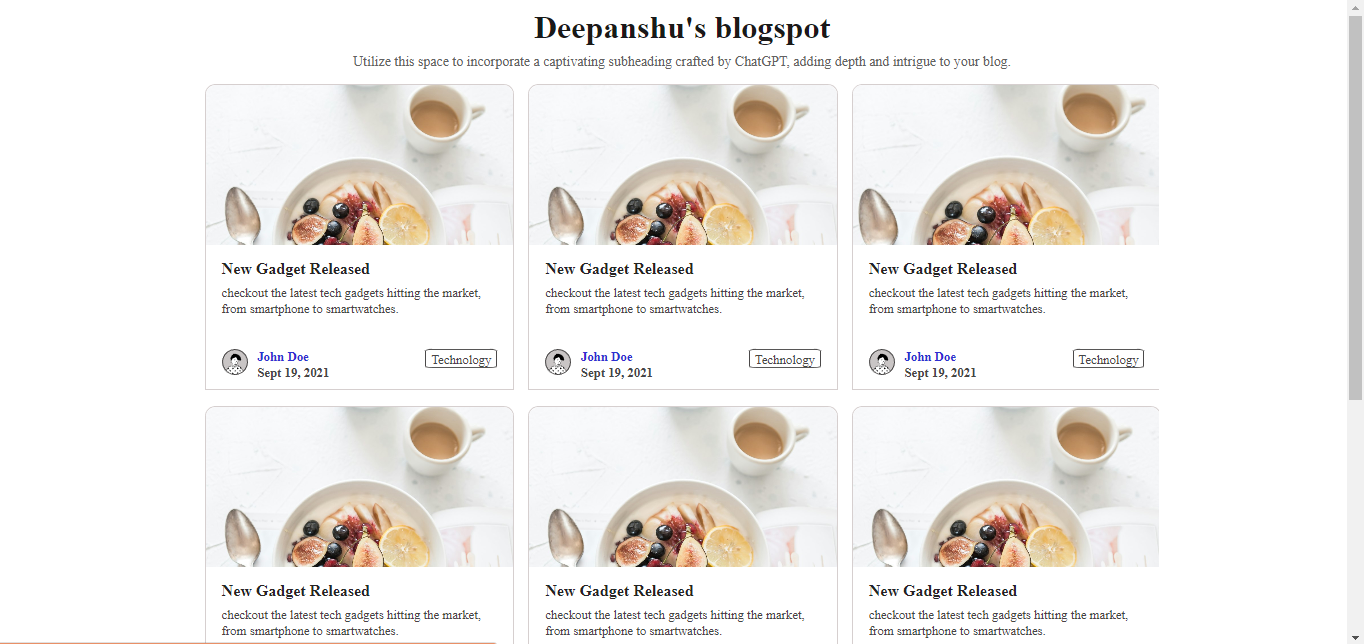 Deepanshu's blogspot
Utilize this space to incorporate a captivating subheading crafted by ChatGPT, adding depth and intrigue to your blog.
New Gadget Released
checkout the latest tech gadgets hitting the market,
from smartphone to smartwatches.
John Doe
Sept 19, 2021
Technology
New Gadget Released
checkout the latest tech gadgets hitting the market,
from smartphone to smartwatches.
John Doe
Sept 19, 2021
Technology
New Gadget Released
checkout the latest tech gadgets hitting the market,
from smartphone to smartwatches.
John Doe
Sept 19, 2021
Technology
New Gadget Released
checkout the latest tech gadgets hitting the market,
from smartphone to smartwatches.
New Gadget Released
checkout the latest tech gadgets hitting the market,
from smartphone to smartwatches.
New Gadget Released
checkout the latest tech gadgets hitting the market,
from smartphone to smartwatches.